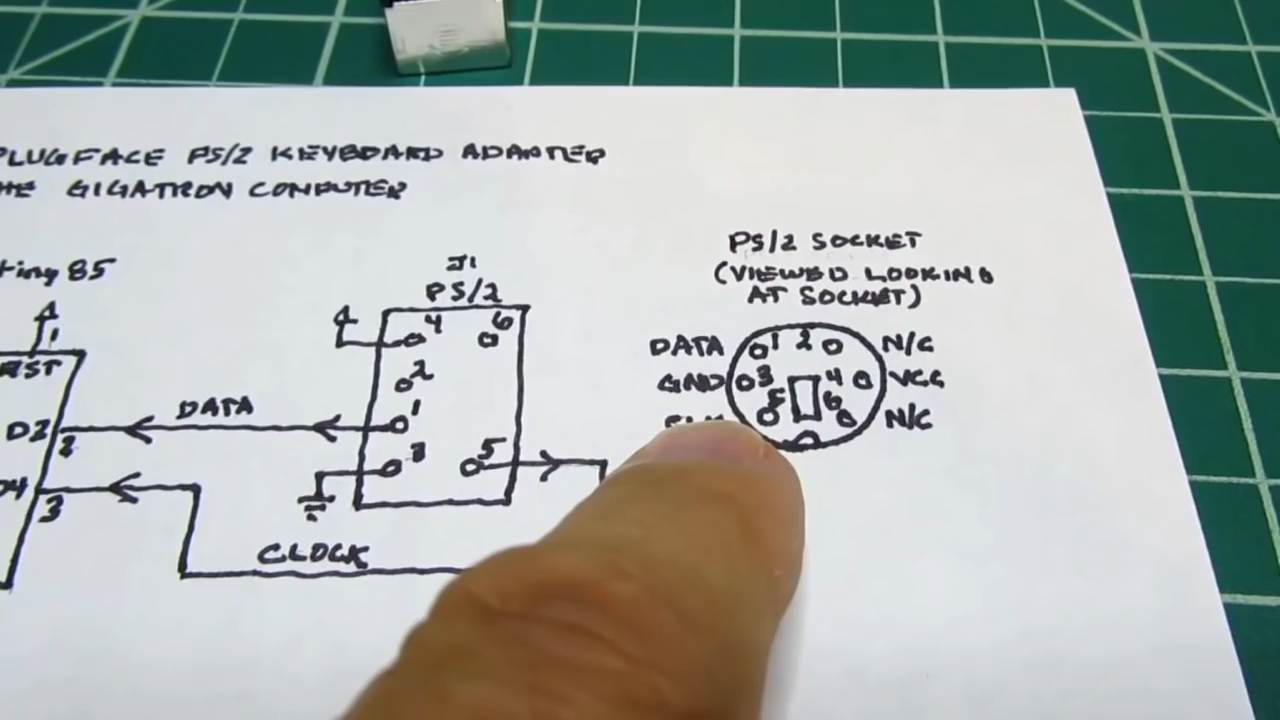 PLUGFACE PS/2 KEYBOARD ADAPTER
GIGATRON COMPUTER
tiny 85
1
RST
D2
2
DATA
D4
3
CLOCK
J1
PS/2
4 6
2
1
3 5
PS/2 SOCKET
(VIEWED LOOKING
AT SOCKET)
DATA 1 2 N/C
GND 3 4 VCC
5 6 N/C